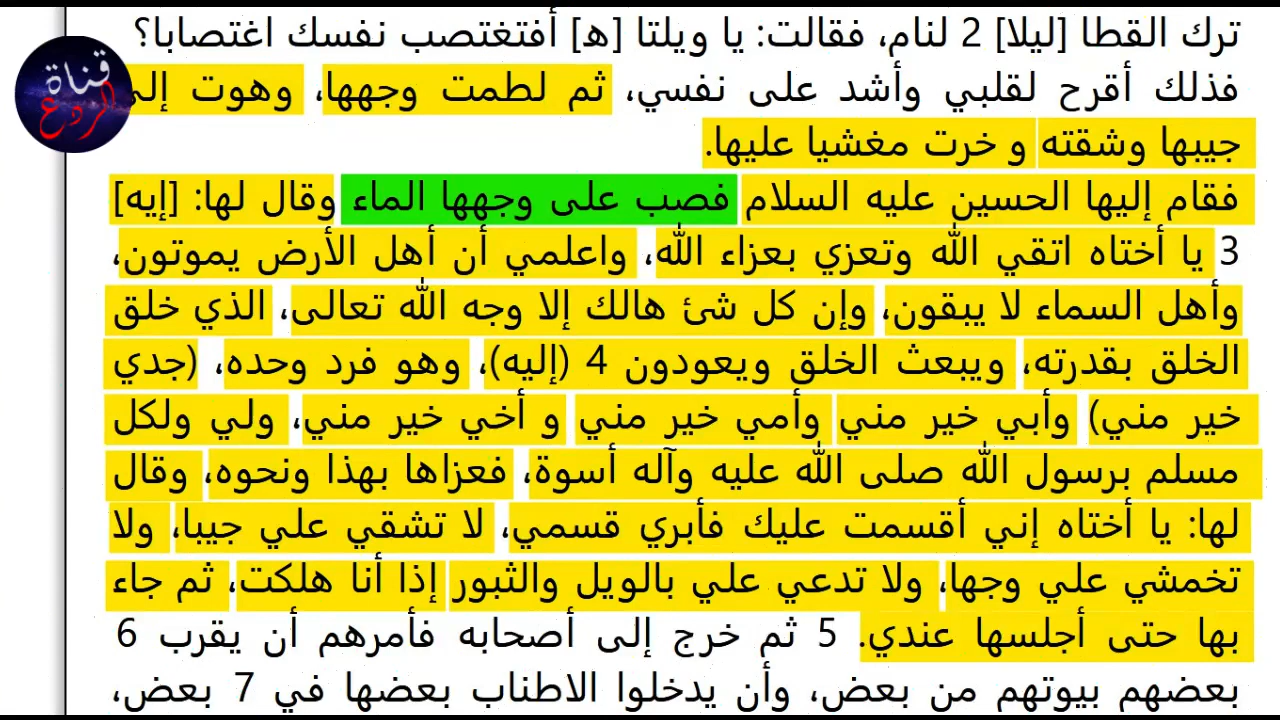 ترك القطا [ليلا] 2 لنام، فقالت: يا ويلتا [ه] أفتغتصب نفسك اغتصابا؟
فذلك أقرح لقلبي وأشد على نفسي، ثم لطمت وجهها، وهوت إلى
جيبها وشقته و خرت مغشيا عليها.
فقام إليها الحسين عليه السلام فصب على وجهها الماء وقال لها: [إيه]
3 يا أختاه اتقي الله وتعزي بعزاء الله، واعلمي أن أهل الأرض يموتون،
وأهل السماء لا يبقون، وإن كل شئ هالك إلا وجه الله تعالى، الذي خلق
الخلق بقدرته، ويبعث الخلق ويعودون 4 (إليه)، وهو فرد وحده، (جدي
خير مني) وأبي خير مني وأمي خير مني و أخي خير مني، ولي ولكل
مسلم برسول الله صلى الله عليه وآله أسوة، فعزاها بهذا ونحوه، وقال
لها: يا أختاه إني أقسمت عليك فأبري قسمي، لا تشقي علي جيبا، ولا
تخمشي علي وجها، ولا تدعي علي بالويل والثبور إذا أنا هلكت، ثم جاء
بها حتى أجلسها عندي. 5 ثم خرج إلى أصحابه فأمرهم أن يقرب 6
بعضهم بيوتهم من بعض، وأن يدخلوا الاطناب بعضها في 7 بعض،
قناة
الردع